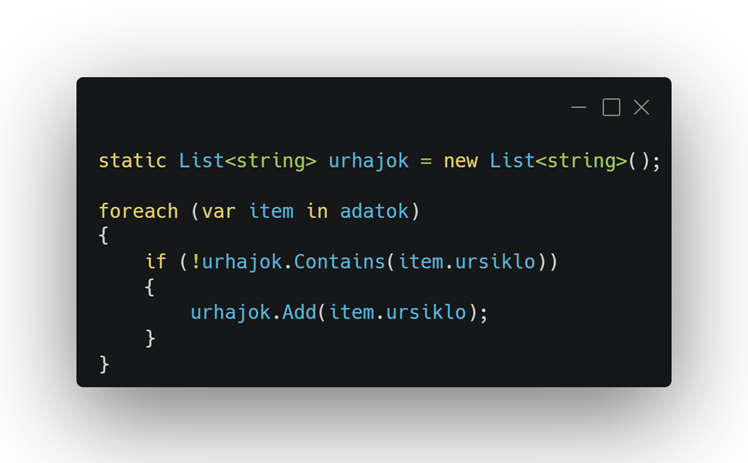 static List<string> urhajok = new List<string>();
foreach (var item in adatok)
{
if (!urhajok.Contains(item.ursiklo))
{
urhajok.Add(item.ursiklo);
}
}